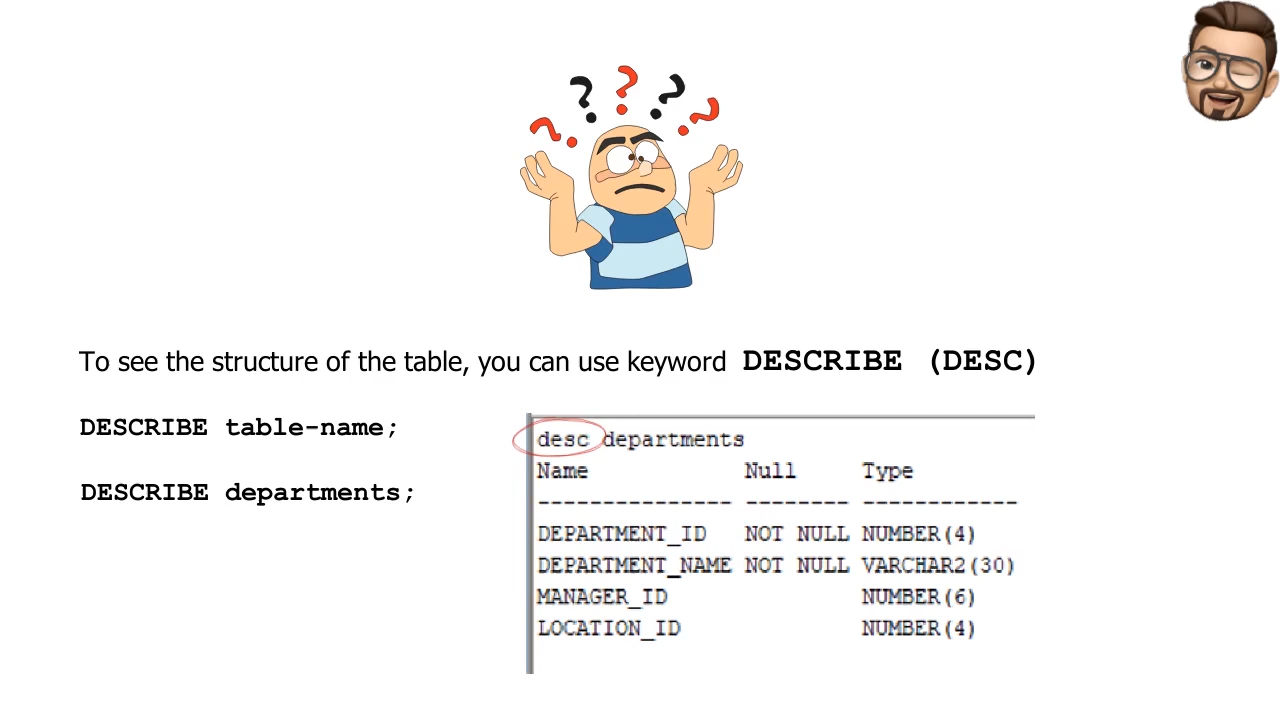 ? ? ? ? ?
To see the structure of the table, you can use keyword DESCRIBE (DESC)
DESCRIBE table-name;
DESCRIBE departments;
desc departments
Name Null Type
--------------- -------- ------------
DEPARTMENT_ID NOT NULL NUMBER(4)
DEPARTMENT_NAME NOT NULL VARCHAR2(30)
MANAGER_ID NUMBER(6)
LOCATION_ID NUMBER(4)